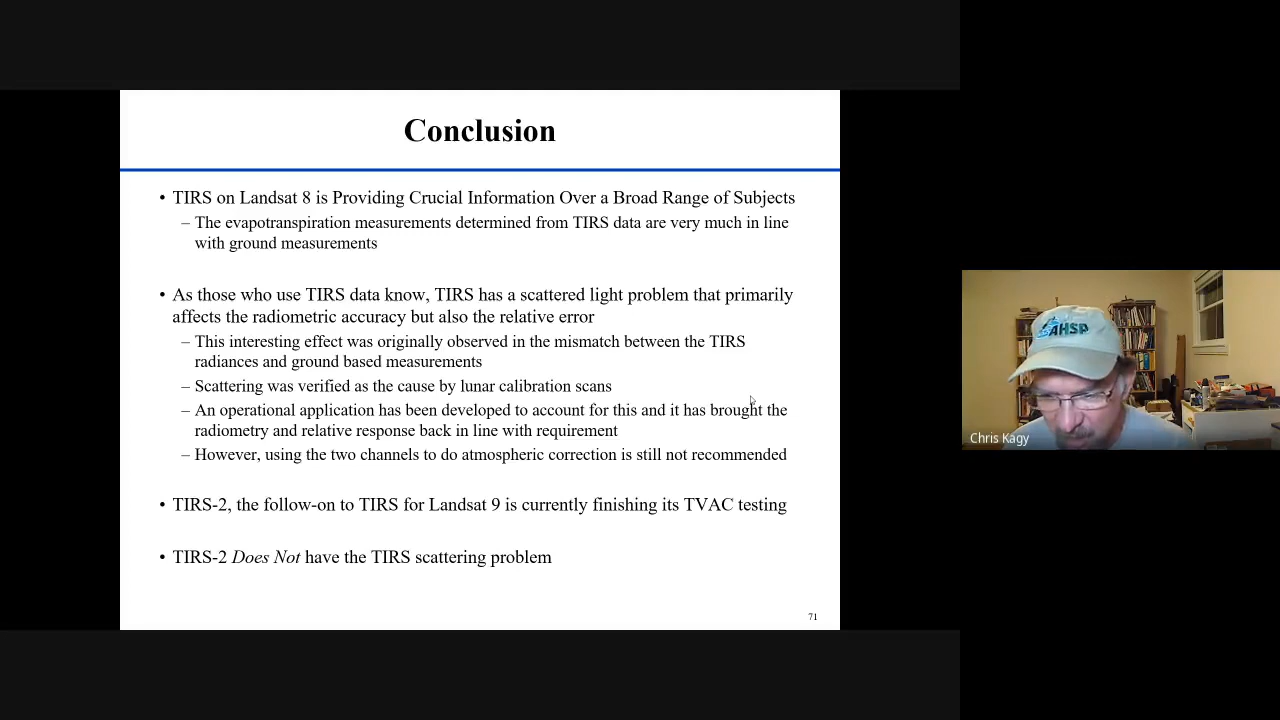 Conclusion
• TIRS on Landsat 8 is Providing Crucial Information Over a Broad Range of Subjects
– The evapotranspiration measurements determined from TIRS data are very much in line
with ground measurements
• As those who use TIRS data know, TIRS has a scattered light problem that primarily
affects the radiometric accuracy but also the relative error
– This interesting effect was originally observed in the mismatch between the TIRS
radiances and ground based measurements
– Scattering was verified as the cause by lunar calibration scans
– An operational application has been developed to account for this and it has brought the
radiometry and relative response back in line with requirement
– However, using the two channels to do atmospheric correction is still not recommended
• TIRS-2, the follow-on to TIRS for Landsat 9 is currently finishing its TVAC testing
• TIRS-2 Does Not have the TIRS scattering problem
71
AHSP
Chris Kagy